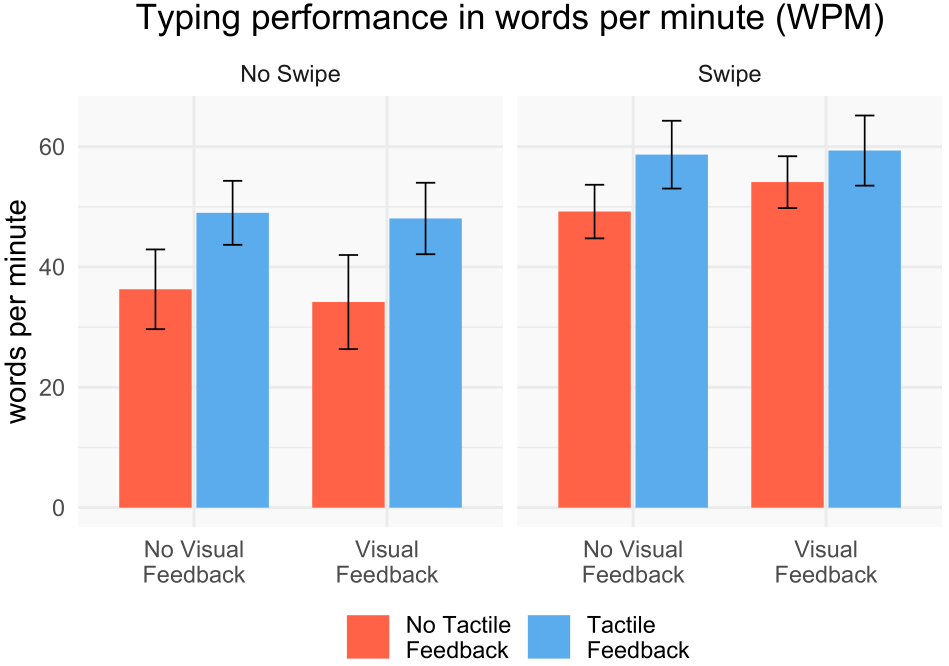 Typing performance in words per minute (WPM)
No Swipe
Swipe
words per minute
60
40
20
0
No Visual
Feedback
Visual
Feedback
No Visual
Feedback
Visual
Feedback
No Tactile
Feedback
Tactile
Feedback